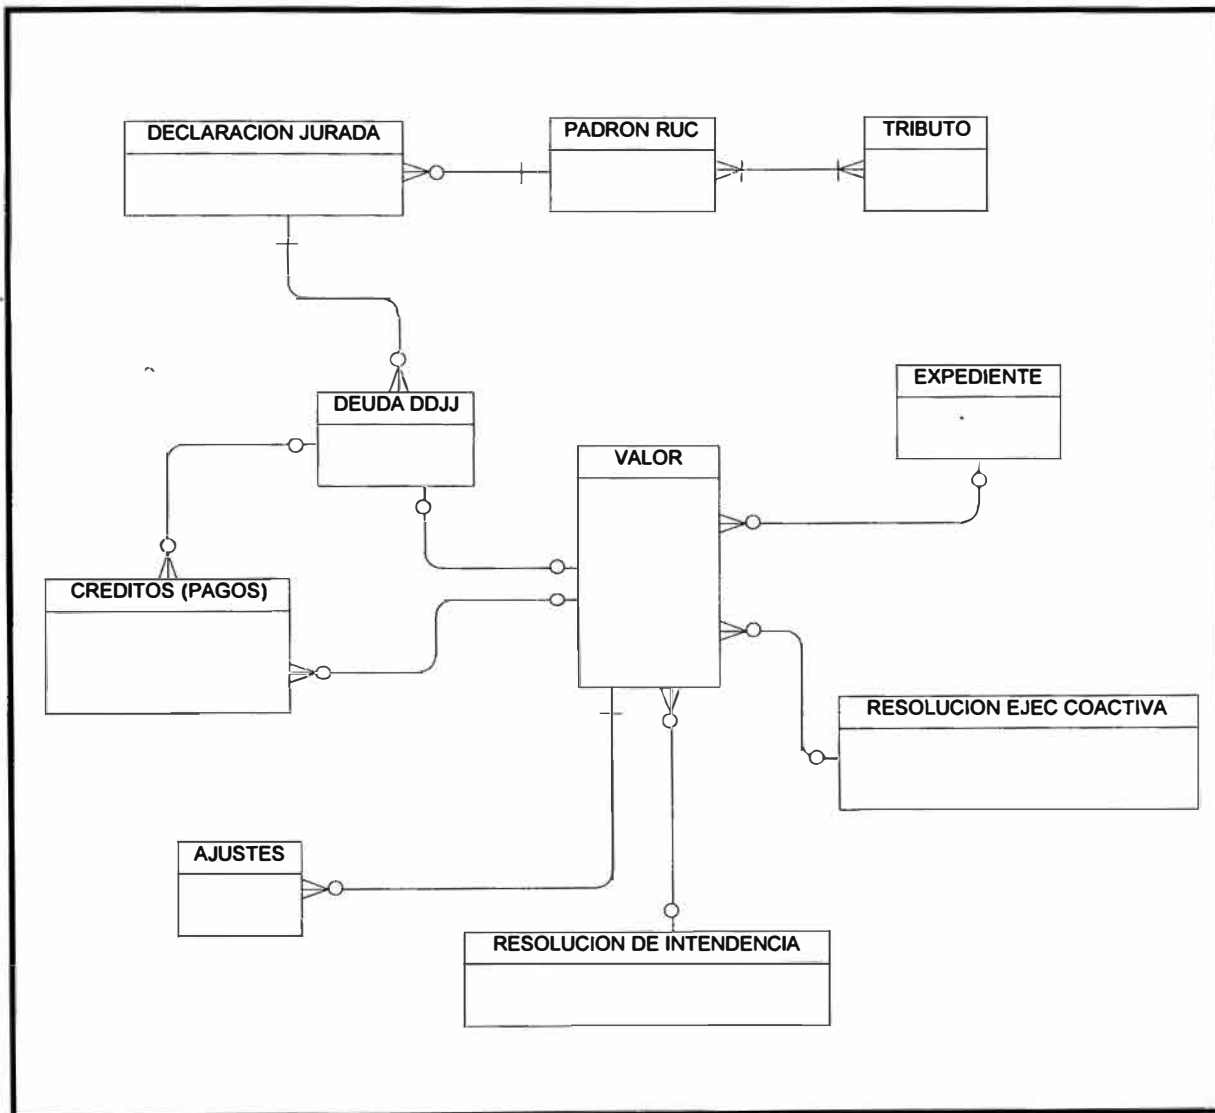 DECLARACION JURADA
PADRON RUC
TRIBUTO
EXPEDIENTE
DEUDA DDJJ
VALOR
CREDITOS (PAGOS)
RESOLUCION EJEC COACTIVA
AJUSTES
RESOLUCION DE INTENDENCIA